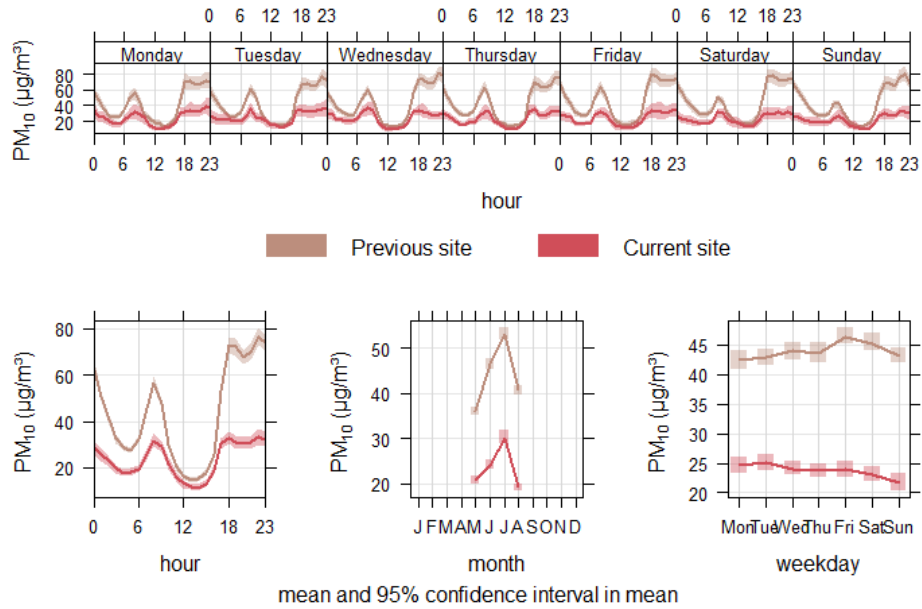 0 6 12 18 23 0 6 12 18 23 0 6 12 18 23
Monday Tuesday Wednesday Thursday Friday Saturday Sunday
PM₁₀ (µg/m³)
80
60
40
20
0 6 12 18 23 0 6 12 18 23 0 6 12 18 23 0 6 12 18 23
hour
Previous site Current site
PM₁₀ (µg/m³)
80
60
40
20
0 6 12 18 23
hour
PM₁₀ (µg/m³)
50
40
30
20
J F M A M J J A S O N D
month
PM₁₀ (µg/m³)
45
40
35
30
25
20
Mon Tue Wed Thu Fri Sat Sun
weekday
mean and 95% confidence interval in mean